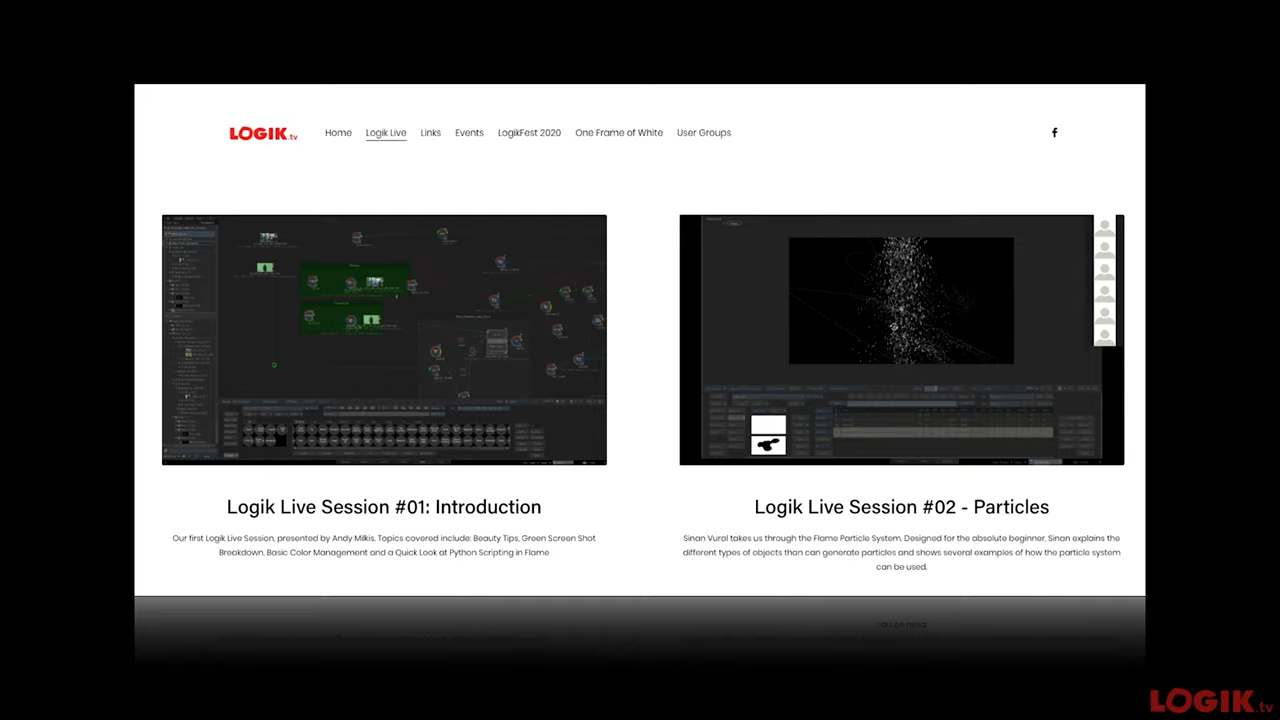 LOGIK.tv
Home Logik Live Links Events LogikFest 2020 One Frame of White User Groups
Logik Live Session #01: Introduction
Our first Logik Live Session, presented by Andy Milkis. Topics covered include: Beauty Tips, Green Screen Shot
Breakdown, Basic Color Management and a Quick Look at Python Scripting in Flame
Logik Live Session #02 - Particles
Sinan Vural takes us through the Flame Particle System. Designed for the absolute beginner, Sinan explains the
different types of objects than can generate particles and shows several examples of how the particle system
can be used.
LOGIK.tv